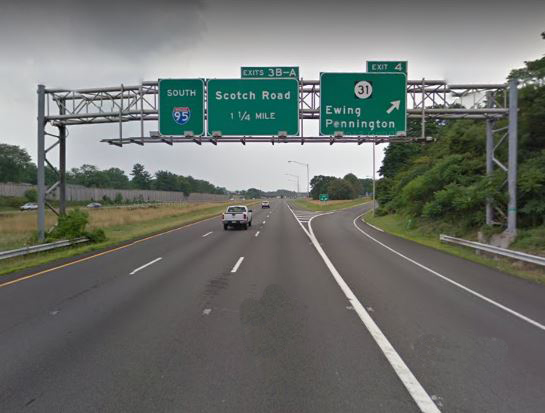 SOUTH
95
EXITS 3B-A
Scotch Road
1 1/4 MILE
EXIT 4
31
Ewing
Pennington